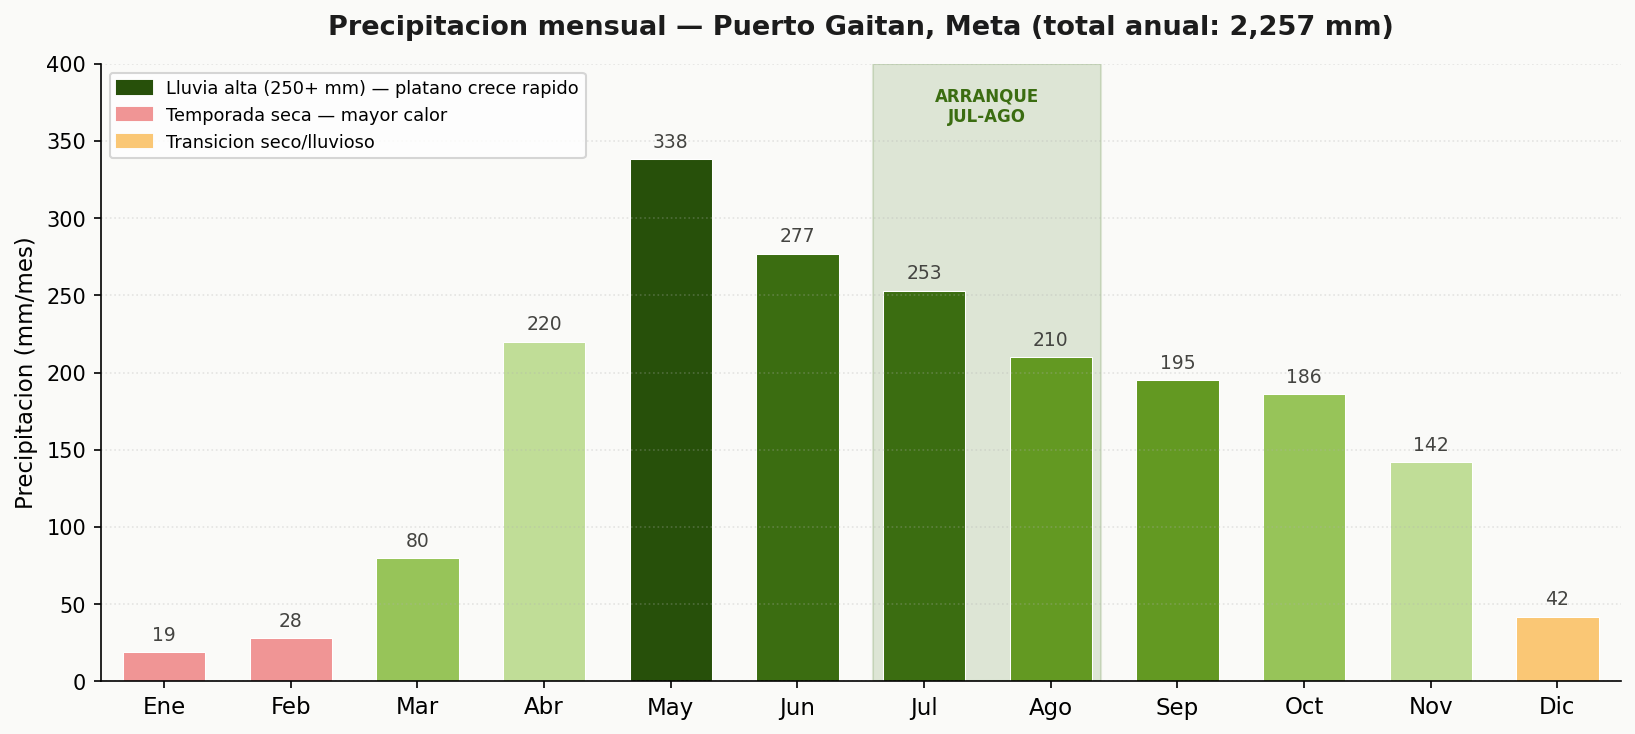 Precipitacion mensual — Puerto Gaitan, Meta (total anual: 2,257 mm)
Lluvia alta (250+ mm) — platano crece rapido
Temporada seca — mayor calor
Transicion seco/lluvioso
ARRANQUE
JUL-AGO
Precipitacion (mm/mes)
400
350
300
250
200
150
100
50
0
19
28
80
220
338
277
253
210
195
186
142
42
Ene
Feb
Mar
Abr
May
Jun
Jul
Ago
Sep
Oct
Nov
Dic